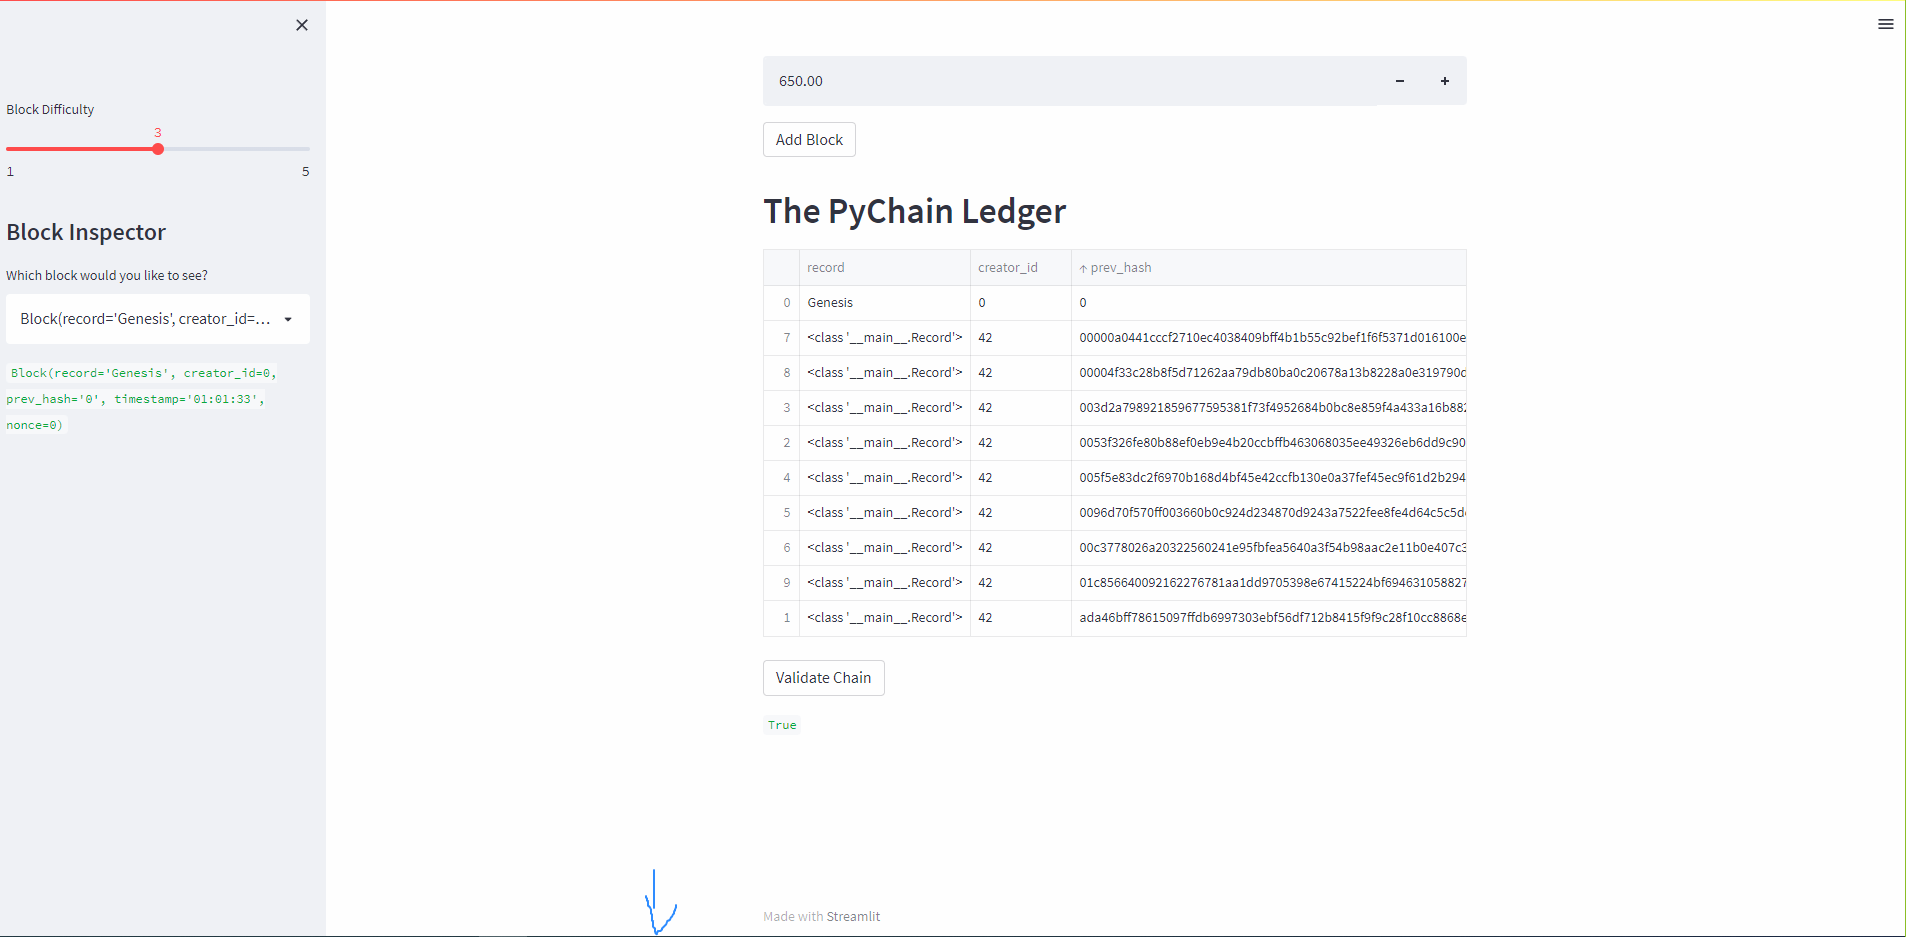 Block Difficulty
3
1 5
Block Inspector
Which block would you like to see?
Block(record='Genesis', creator_id=...
Block(record='Genesis', creator_id=0,
prev_hash='0', timestamp='01:01:33',
nonce=0)
650.00 − +
Add Block
The PyChain Ledger
record creator_id ↑ prev_hash
0 Genesis 0 0
7 <class '__main__.Record'> 42 00000a0441cccf2710ec4038409bff4b1b55c92bef1f6f5371d016100e
8 <class '__main__.Record'> 42 00004f33c28b8f5d71262aa79db80ba0c20678a13b8228a0e319790c
3 <class '__main__.Record'> 42 003d2a798921859677595381f73f4952684b0bc8e859f4a433a16b882
2 <class '__main__.Record'> 42 0053f326fe80b88ef0eb9e4b20ccbffb463068035ee49326eb6dd9c90
4 <class '__main__.Record'> 42 005f5e83dc2f6970b168d4bf45e42ccfb130e0a37fef45ec9f61d2b294
5 <class '__main__.Record'> 42 0096d70f570ff003660b0c924d234870d9243a7522fee8fe4d64c5c5d
6 <class '__main__.Record'> 42 00c3778026a20322560241e95fbfea5640a3f54b98aac2e11b0e407c3
9 <class '__main__.Record'> 42 01c856640092162276781aa1dd9705398e67415224bf694631058827
1 <class '__main__.Record'> 42 ada46bff78615097ffdb6997303ebf56df712b8415f9f9c28f10cc8868e
Validate Chain
True
Made with Streamlit